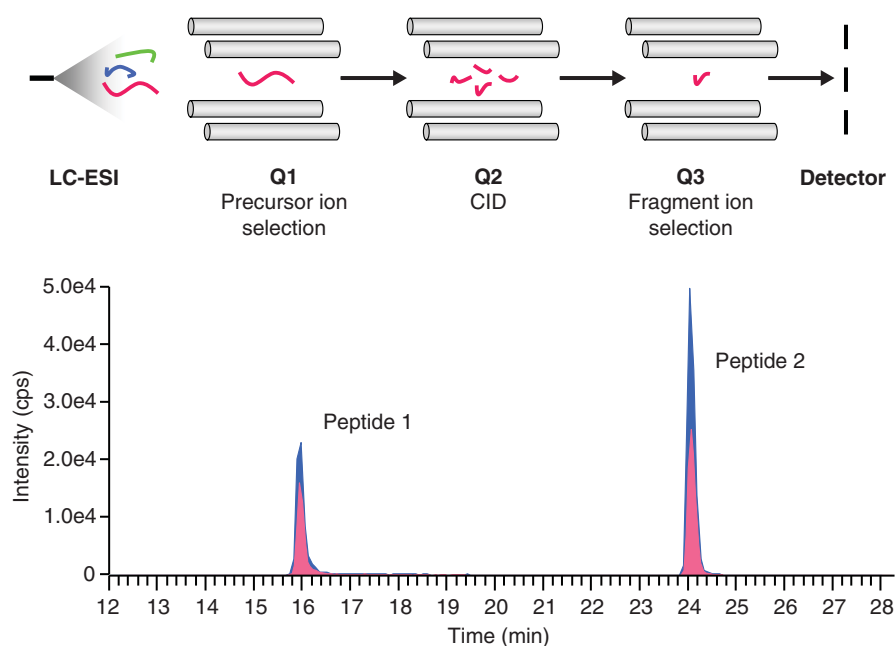 LC-ESI
Q1
Precursor ion
selection
Q2
CID
Q3
Fragment ion
selection
Detector
Intensity (cps)
5.0e4
4.0e4
3.0e4
2.0e4
1.0e4
0
Peptide 1
Peptide 2
12 13 14 15 16 17 18 19 20 21 22 23 24 25 26 27 28
Time (min)